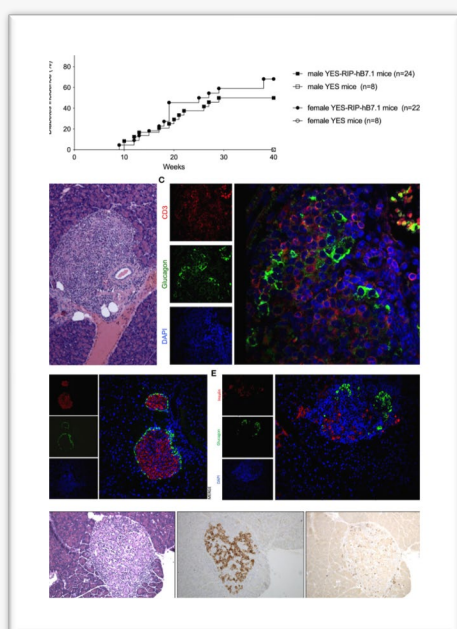 80
60
40
20
0
0 10 20 30 40
Weeks
male YES-RIP-hB7.1 mice (n=24)
male YES mice (n=8)
female YES-RIP-hB7.1 mice (n=22
female YES mice (n=8)
C
CD3
Glucagon
DAPI
E
Glucagon
DAPI